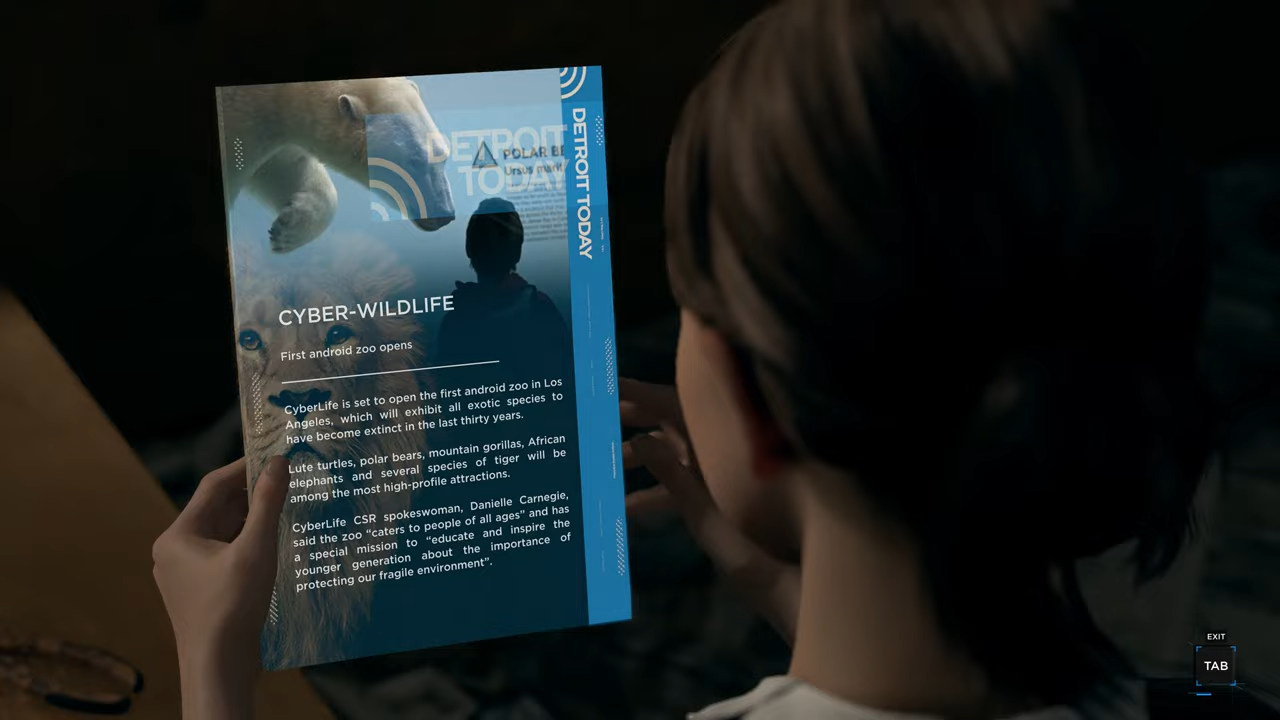 DETROIT
TODAY
POLAR BE
Ursus mari
DETROIT TODAY
CYBER-WILDLIFE
First android zoo opens
CyberLife is set to open the first android zoo in Los
Angeles, which will exhibit all exotic species to
have become extinct in the last thirty years.
Lute turtles, polar bears, mountain gorillas, African
elephants and several species of tiger will be
among the most high-profile attractions.
CyberLife CSR spokeswoman, Danielle Carnegie,
said the zoo “caters to people of all ages” and has
a special mission to “educate and inspire the
younger generation about the importance of
protecting our fragile environment”.
EXIT
TAB